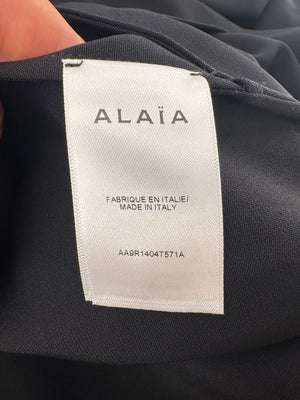 ALAÏA
FABRIQUE EN ITALIE/
MADE IN ITALY
AA9R1404T571A